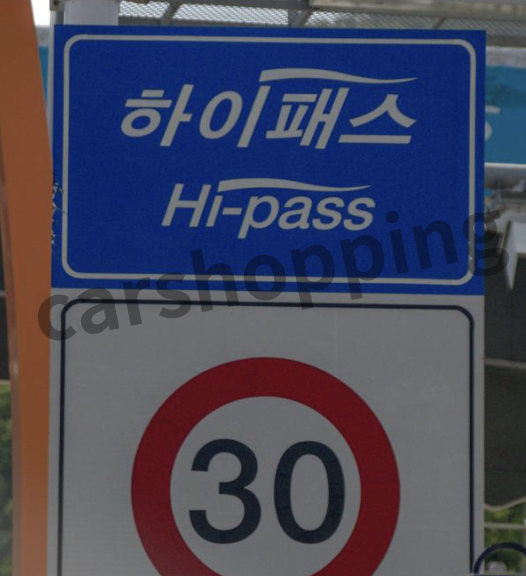 하이패스
Hi-pass
carshopping
30